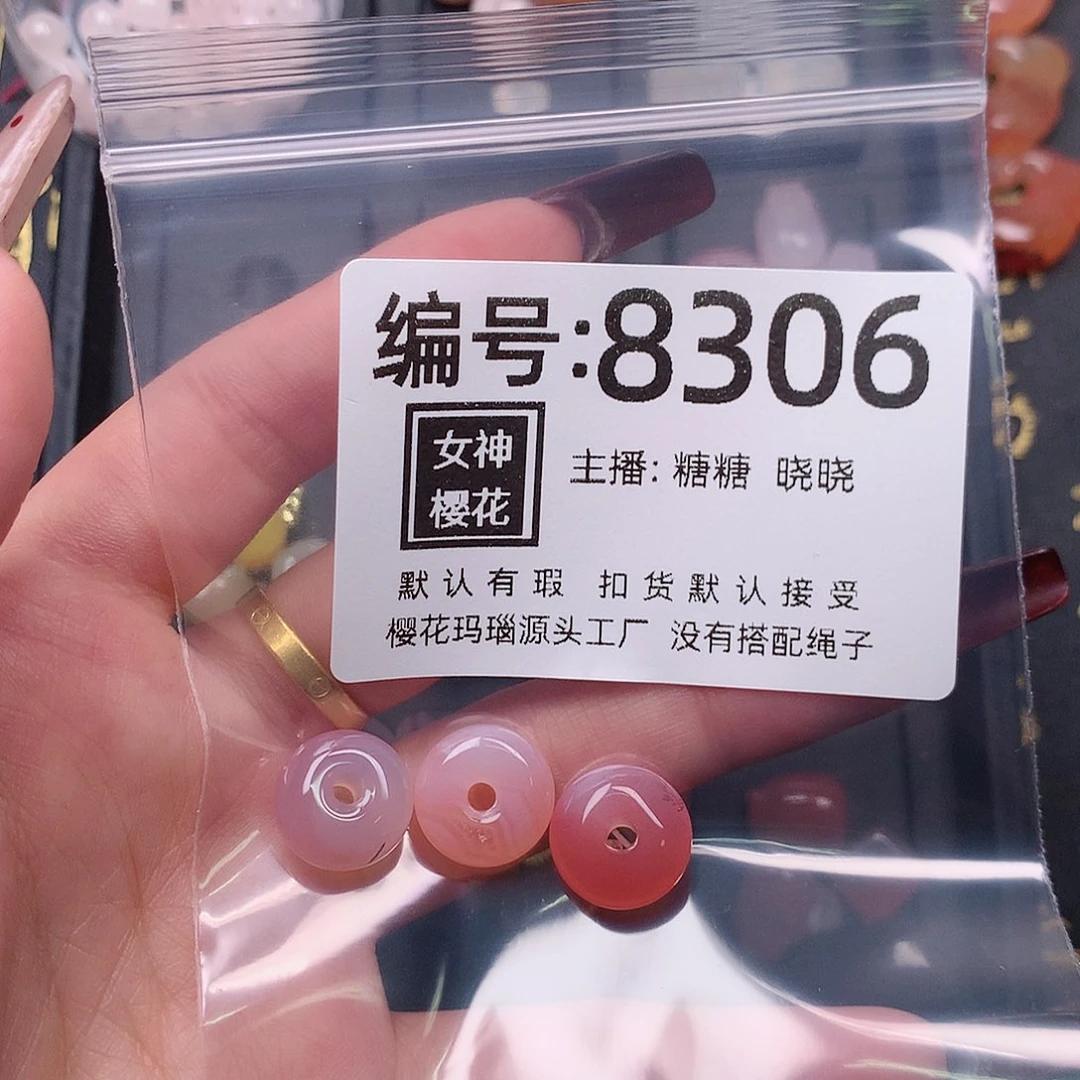 编号:8306
女神
樱花
主播: 糖糖 晓晓
默认有瑕 扣货默认接受
樱花玛瑙源头工厂 没有搭配绳子